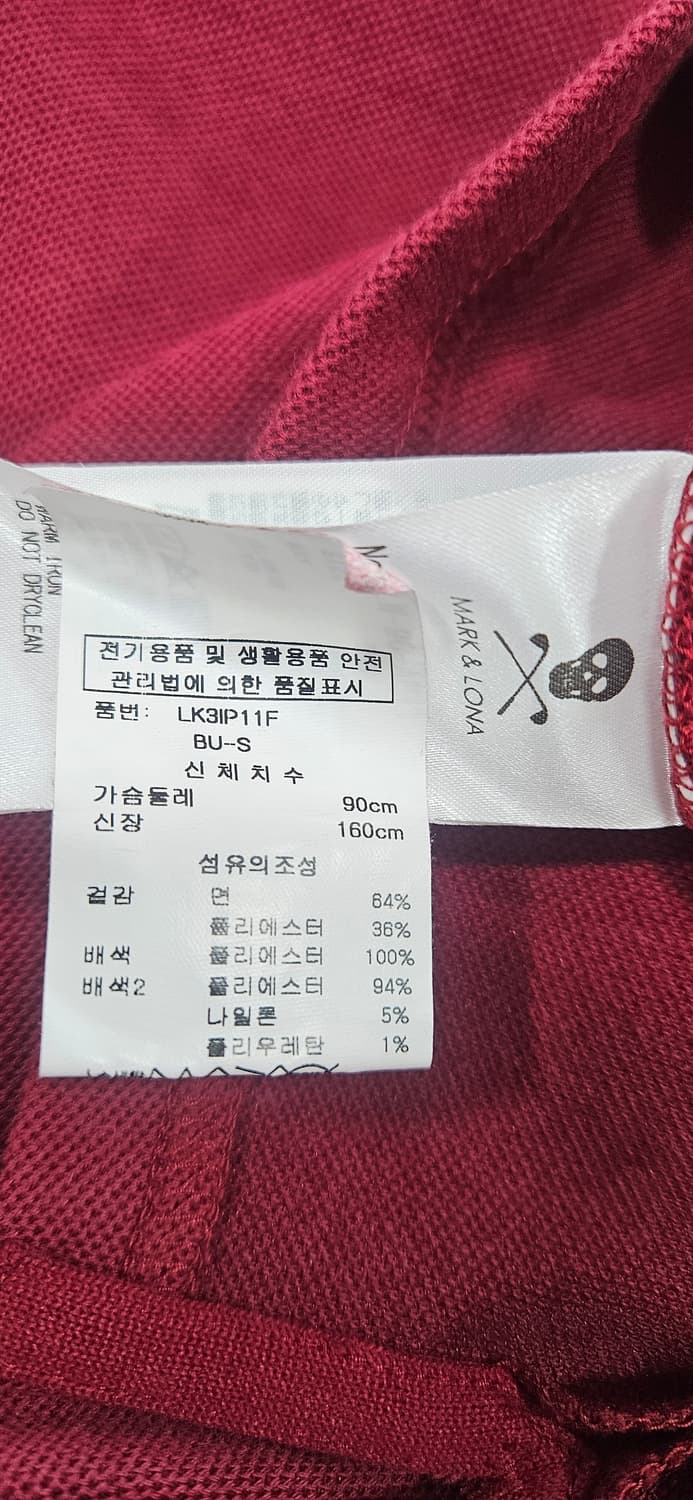 WARM IRON
DO NOT DRYCLEAN
MARK & LONA
전기용품 및 생활용품 안전
관리법에 의한 품질표시
품번: LK3IP11F
BU-S
신 체 치 수
가슴둘레 90cm
신장 160cm
섬유의조성
겉감 면 64%
폴리에스터 36%
배색 폴리에스터 100%
배색2 폴리에스터 94%
나일론 5%
폴리우레탄 1%